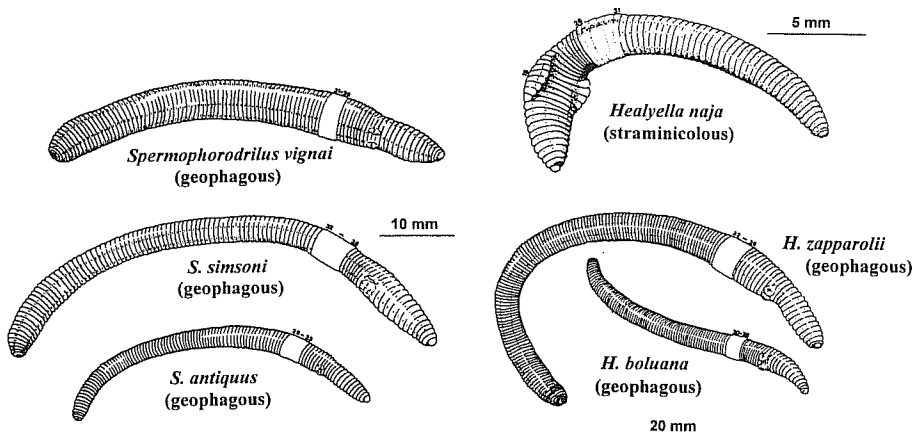 5 mm
Healyella naja
(straminicolous)
Spermophorodrilus vignai
(geophagous)
10 mm
S. simsoni
(geophagous)
H. zapparolii
(geophagous)
S. antiquus
(geophagous)
H. boluana
(geophagous)
20 mm